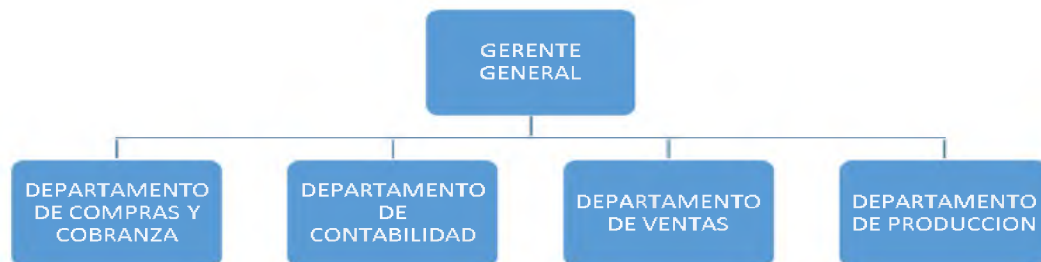 GERENTE
GENERAL
DEPARTAMENTO
DE COMPRAS Y
COBRANZA
DEPARTAMENTO
DE
CONTABILIDAD
DEPARTAMENTO
DE VENTAS
DEPARTAMENTO
DE PRODUCCION